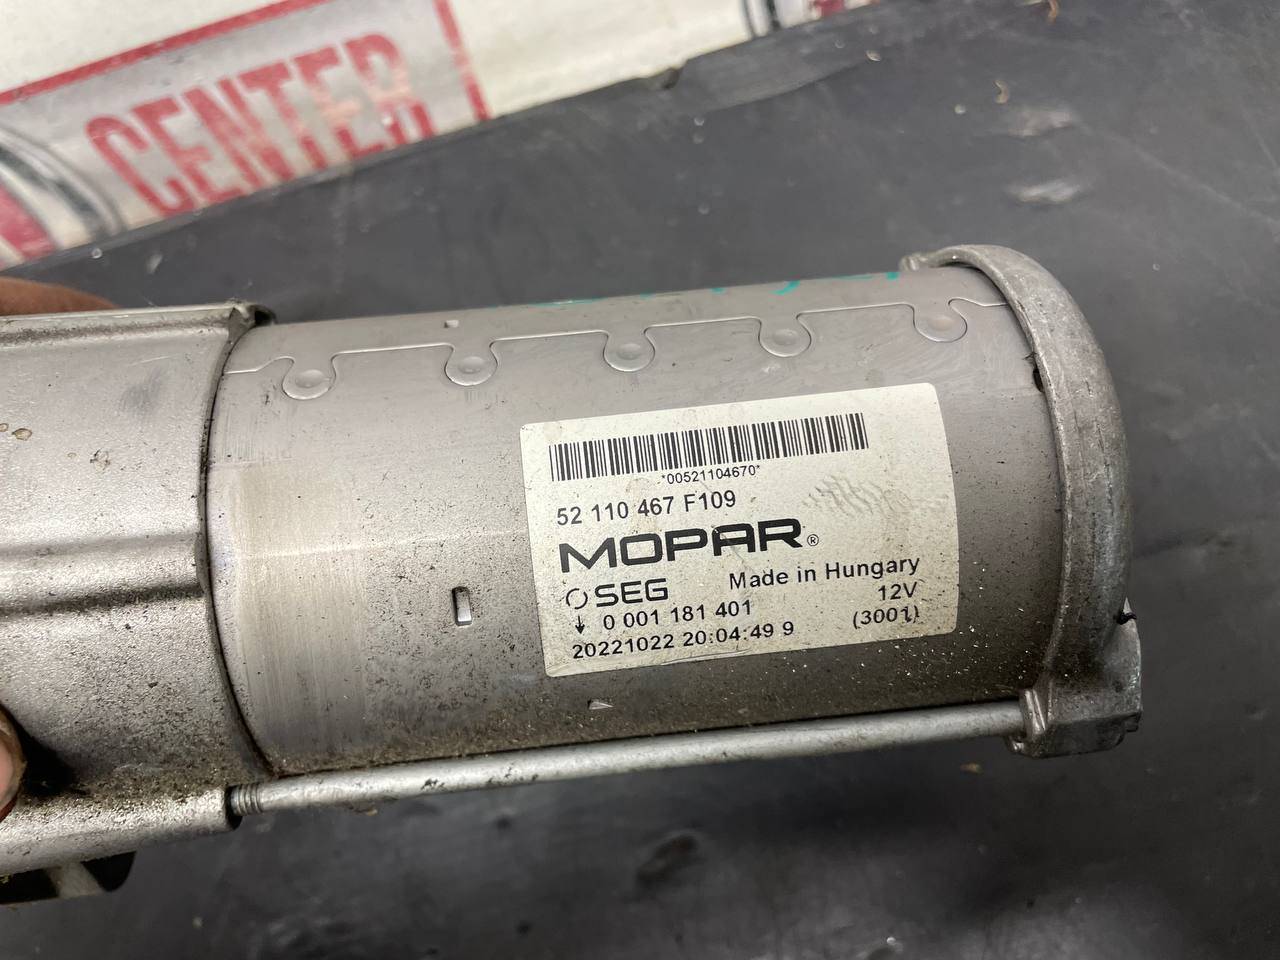 CENTER
*00521104670*
52 110 467 F109
MOPAR®
SEG Made in Hungary
0 001 181 401 12V
20221022 20:04:49 9 (3001)